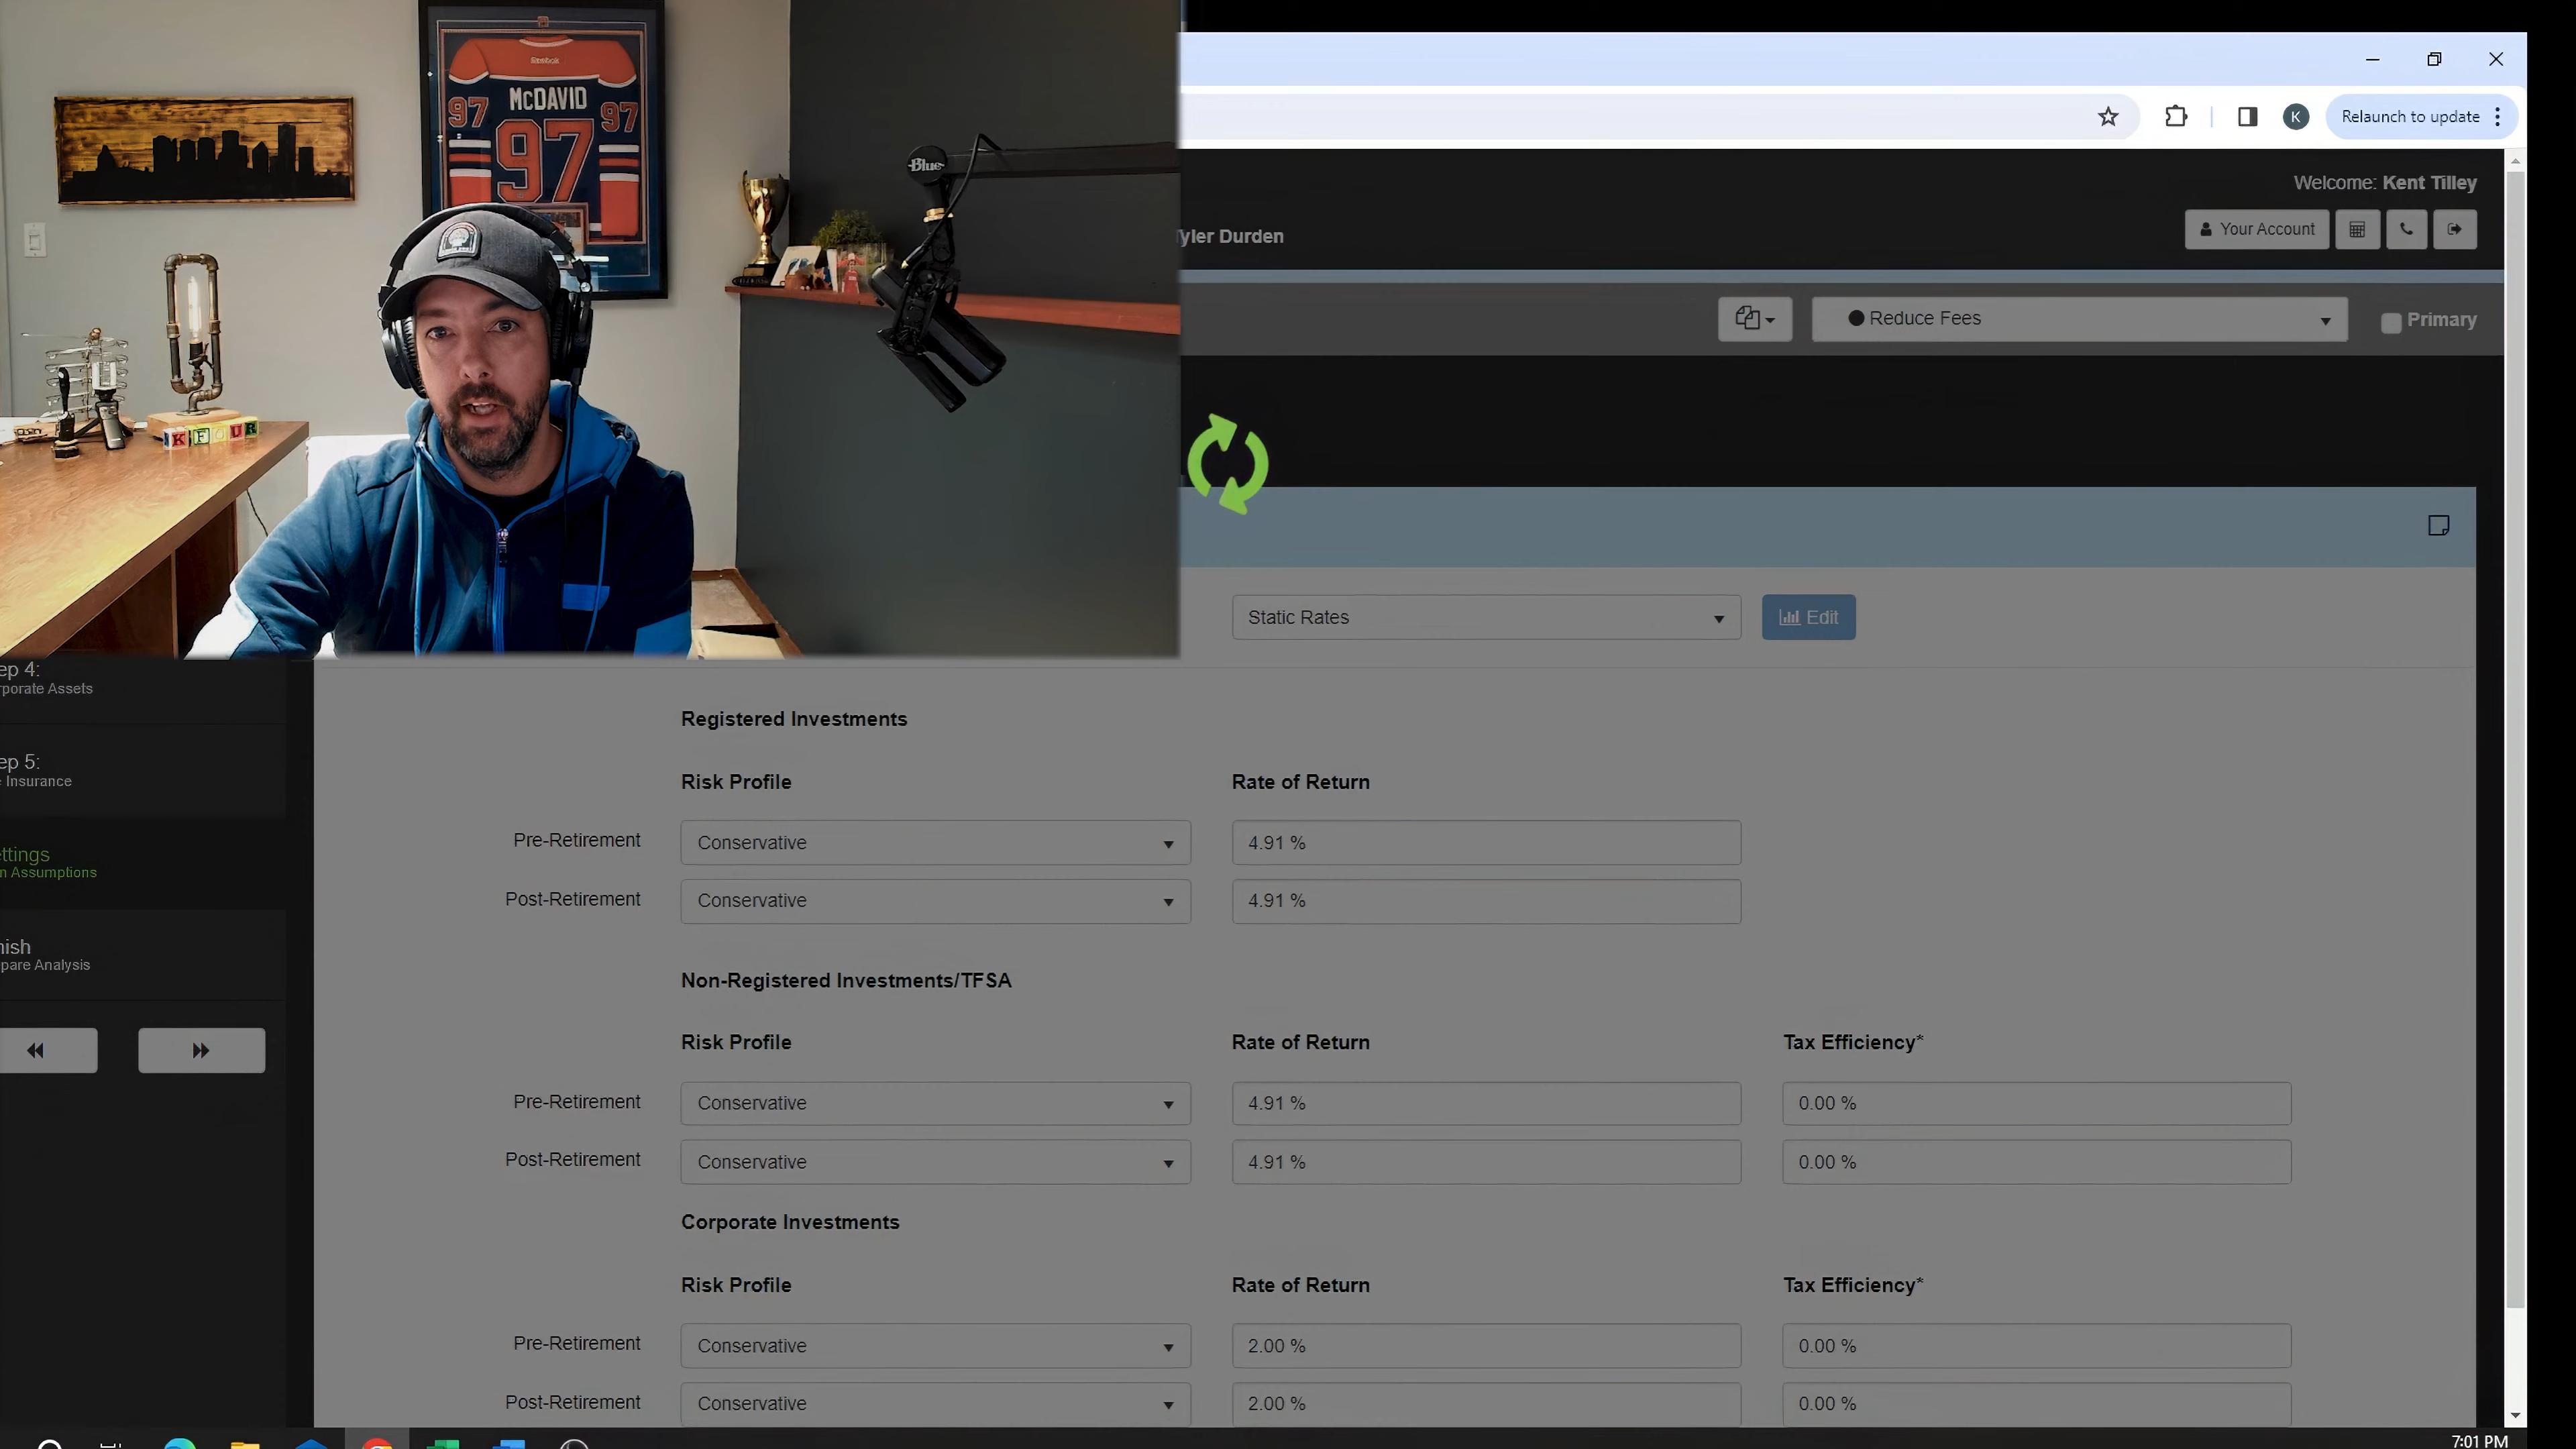 Reebok
McDAVID
97
97
97
Blue
KFOUR
Relaunch to update
K
Welcome: Kent Tilley
yler Durden
Your Account
Reduce Fees
Primary
Static Rates
Edit
ep 4:
rporate Assets
ep 5:
Insurance
ttings
n Assumptions
nish
pare Analysis
Registered Investments
Risk Profile
Rate of Return
Pre-Retirement
Conservative
4.91 %
Post-Retirement
Conservative
4.91 %
Non-Registered Investments/TFSA
Risk Profile
Rate of Return
Tax Efficiency*
Pre-Retirement
Conservative
4.91 %
0.00 %
Post-Retirement
Conservative
4.91 %
0.00 %
Corporate Investments
Risk Profile
Rate of Return
Tax Efficiency*
Pre-Retirement
Conservative
2.00 %
0.00 %
Post-Retirement
Conservative
2.00 %
0.00 %
7:01 PM